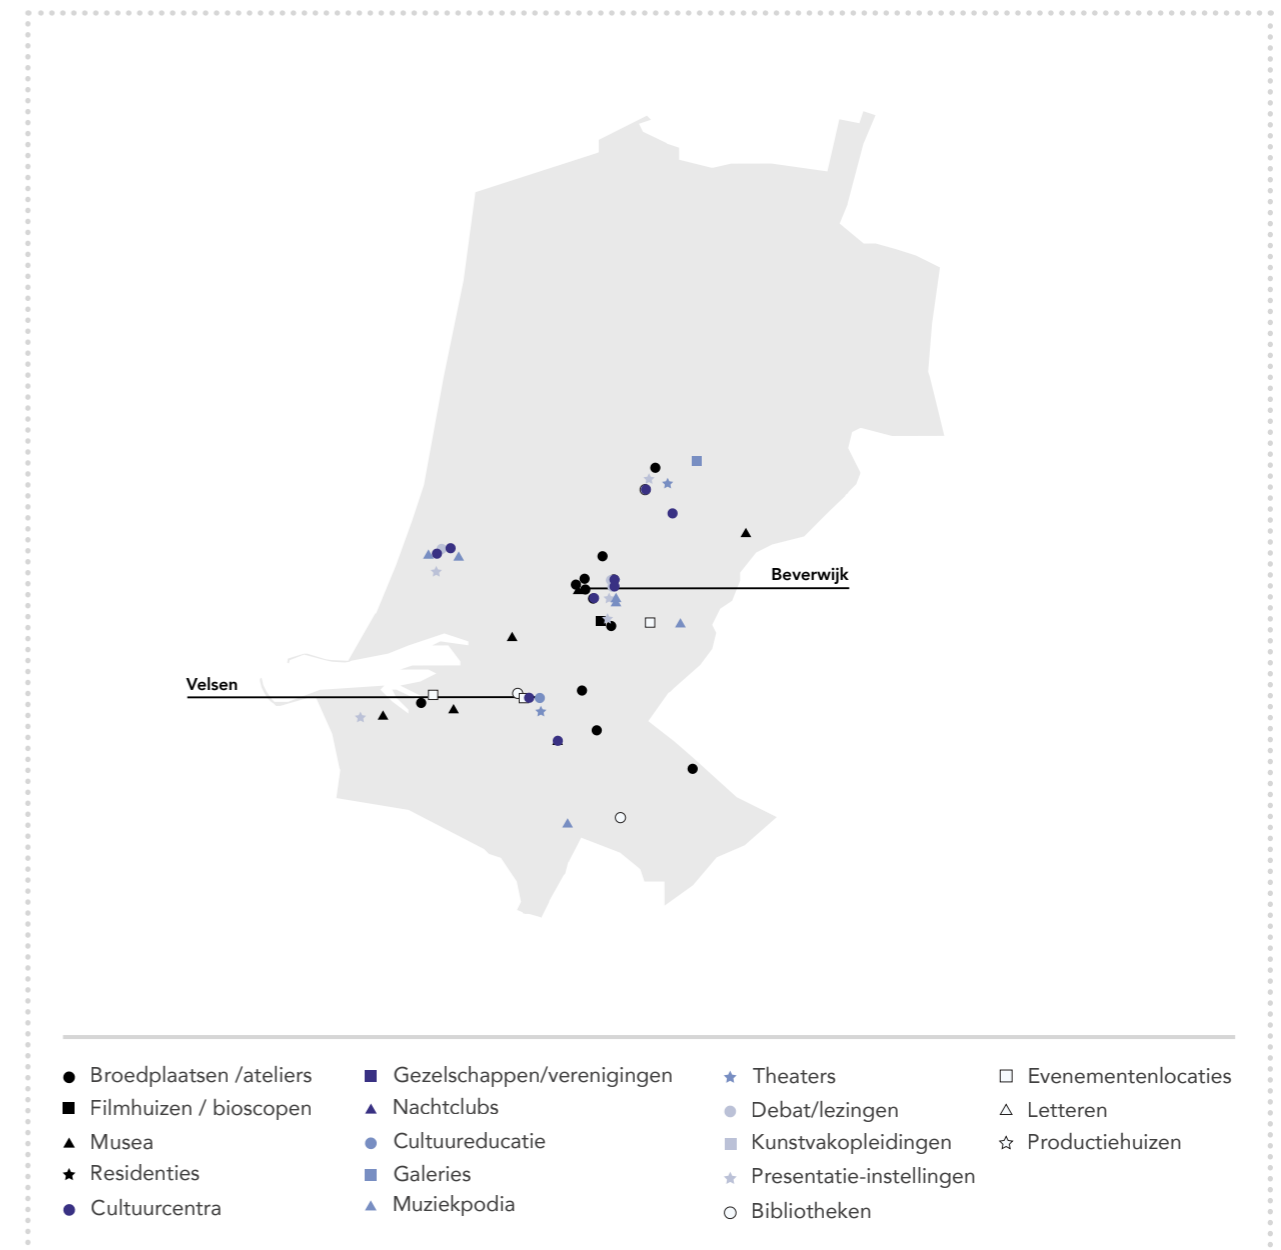 Beverwijk
Velsen
Broedplaatsen /ateliers
Filmhuizen / bioscopen
Musea
Residenties
Cultuurcentra
Gezelschappen/verenigingen
Nachtclubs
Cultuureducatie
Galeries
Muziekpodia
Theaters
Debat/lezingen
Kunstvakopleidingen
Presentatie-instellingen
Bibliotheken
Evenementenlocaties
Letteren
Productiehuizen